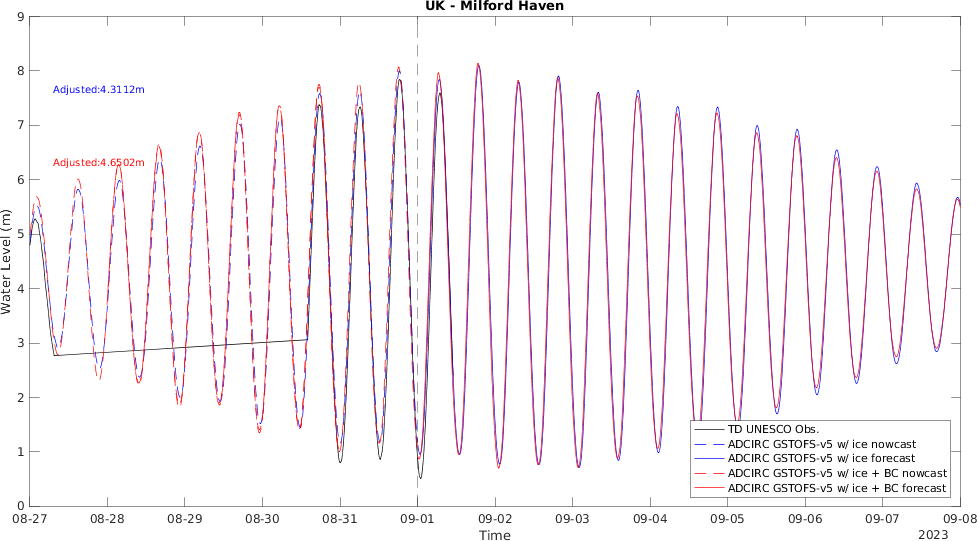 UK - Milford Haven
9
8
7
6
5
4
3
2
1
0
Water Level (m)
Adjusted:4.3112m
Adjusted:4.6502m
TD UNESCO Obs.
ADCIRC GSTOFS-v5 w/ ice nowcast
ADCIRC GSTOFS-v5 w/ ice forecast
ADCIRC GSTOFS-v5 w/ ice + BC nowcast
ADCIRC GSTOFS-v5 w/ ice + BC forecast
08-27 08-28 08-29 08-30 08-31 09-01 09-02 09-03 09-04 09-05 09-06 09-07 09-08
Time
2023